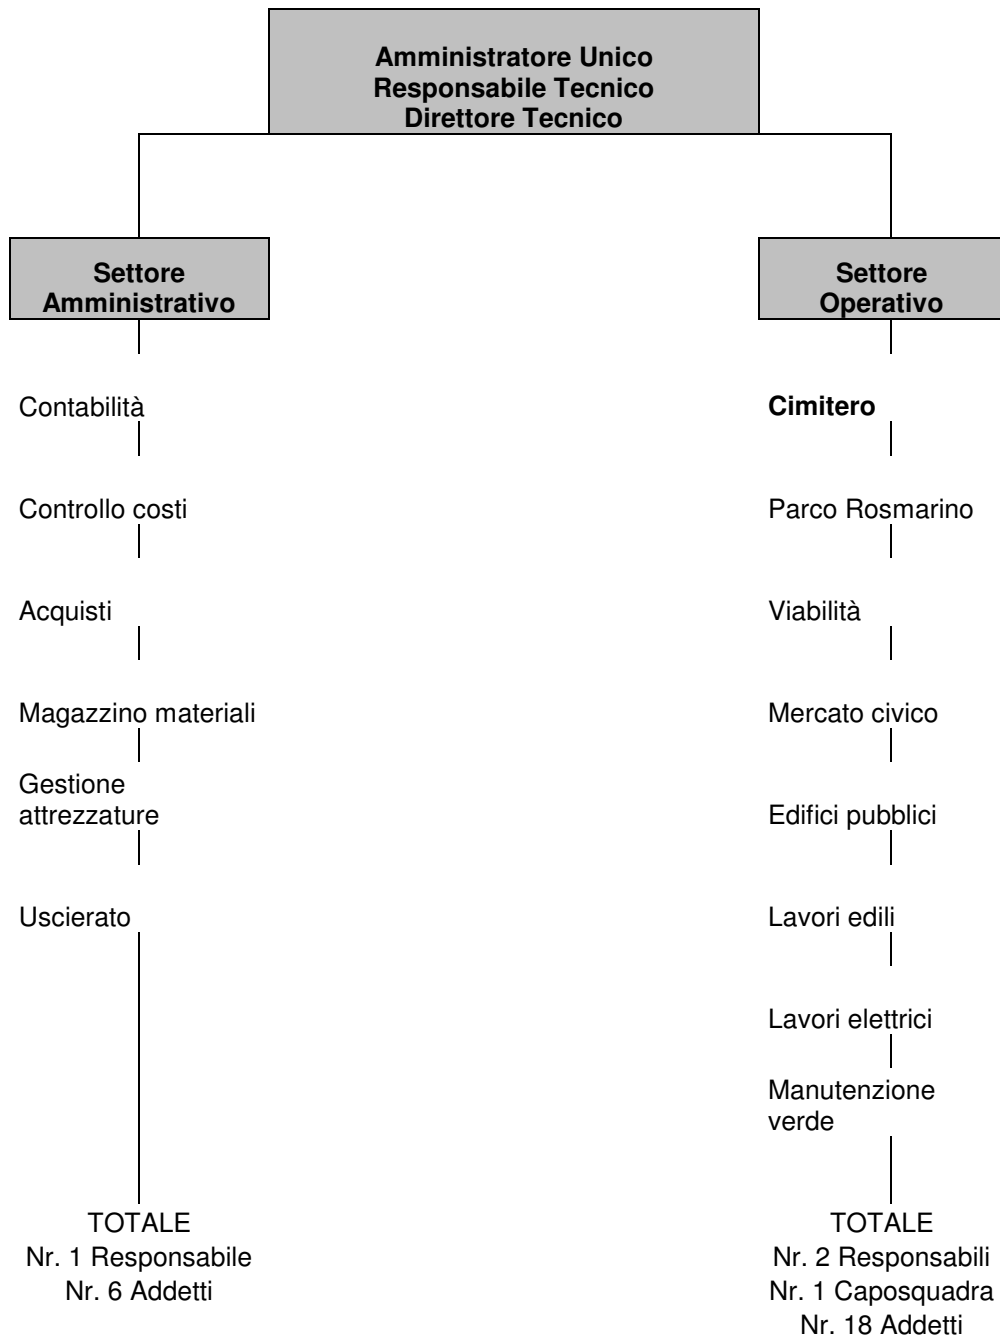 Amministratore Unico
Responsabile Tecnico
Direttore Tecnico
Settore
Amministrativo
Contabilità
Controllo costi
Acquisti
Magazzino materiali
Gestione
attrezzature
Uscierato
TOTALE
Nr. 1 Responsabile
Nr. 6 Addetti
Settore
Operativo
Cimitero
Parco Rosmarino
Viabilità
Mercato civico
Edifici pubblici
Lavori edili
Lavori elettrici
Manutenzione
verde
TOTALE
Nr. 2 Responsabili
Nr. 1 Caposquadra
Nr. 18 Addetti